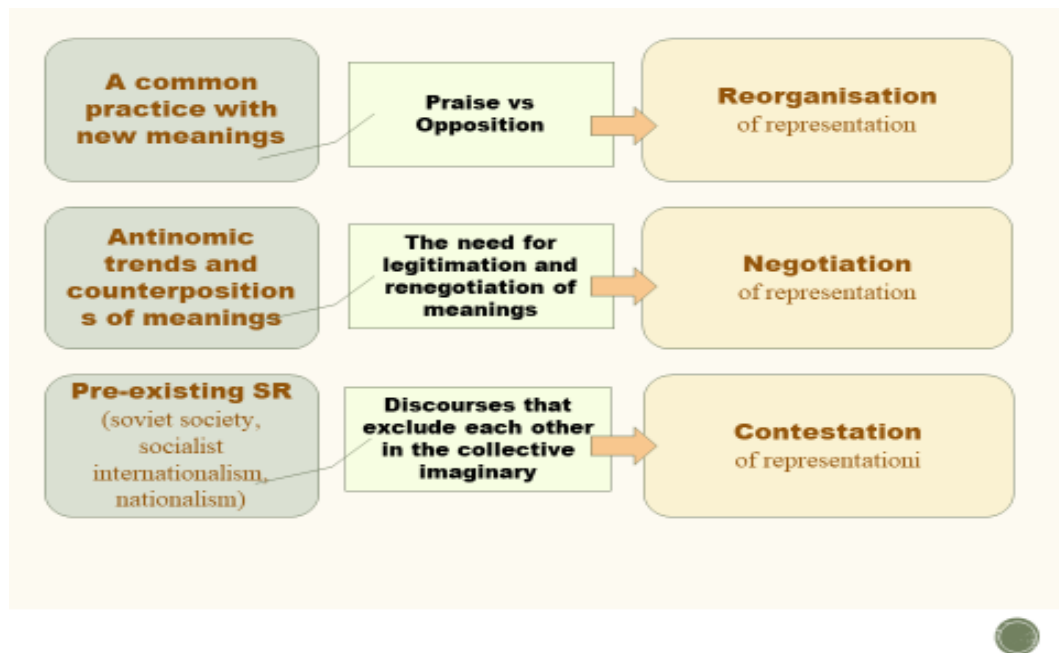 A common
practice with
new meanings
Praise vs
Opposition
Reorganisation
of representation
Antinomic
trends and
counterposition
s of meanings
The need for
legitimation and
renegotiation of
meanings
Negotiation
of representation
Pre-existing SR
(soviet society,
socialist
internationalism,
nationalism)
Discourses that
exclude each other
in the collective
imaginary
Contestation
of representationi